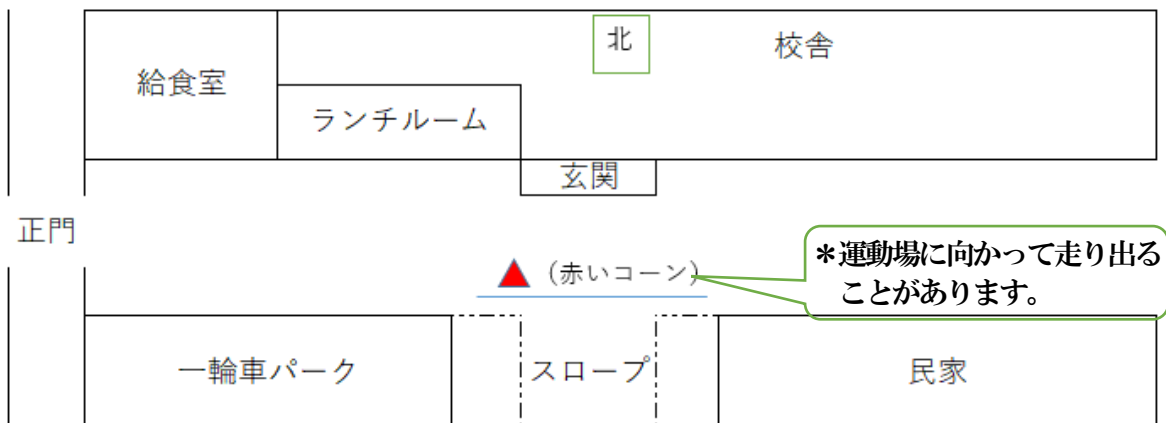 北
校舎
給食室
ランチルーム
玄関
正門
＊運動場に向かって走り出る
ことがあります。
（赤いコーン）
一輪車パーク
スロープ
民家